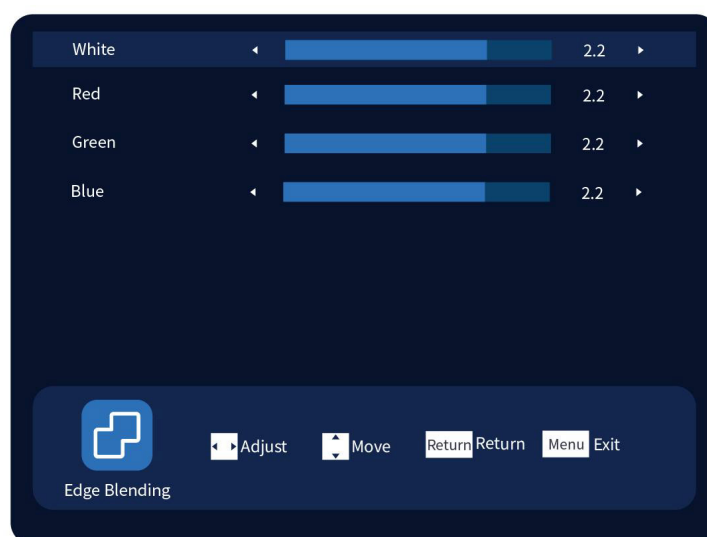 White 2.2
Red 2.2
Green 2.2
Blue 2.2
Adjust Move Return Return Menu Exit
Edge Blending